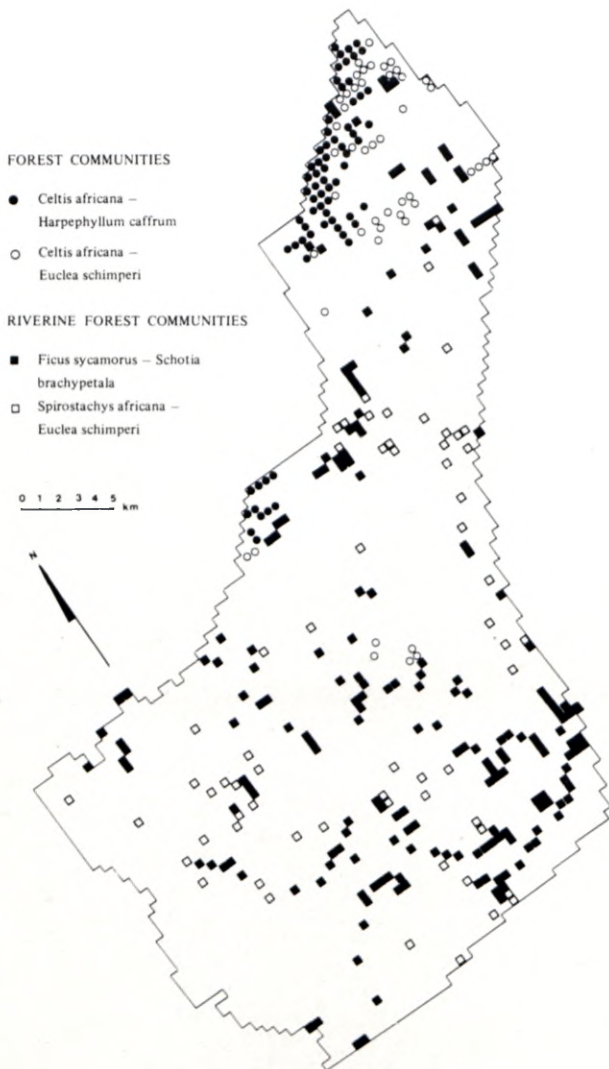 FOREST COMMUNITIES
Celtis africana –
Harpephyllum caffrum
Celtis africana –
Euclea schimperi
RIVERINE FOREST COMMUNITIES
Ficus sycamorus – Schotia
brachypetala
Spirostachys africana –
Euclea schimperi
0 1 2 3 4 5
km
N